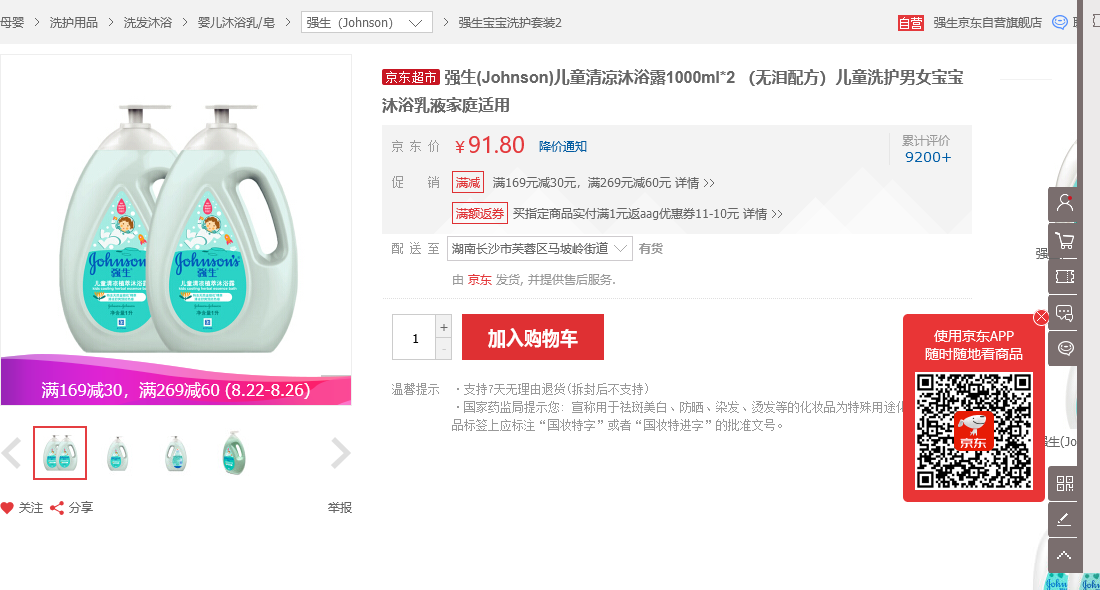 母婴 > 洗护用品 > 洗发沐浴 > 婴儿沐浴乳/皂 > 强生（Johnson） > 强生宝宝洗护套装2
自营 强生京东自营旗舰店
京东超市 强生(Johnson)儿童清凉沐浴露1000ml*2 （无泪配方）儿童洗护男女宝宝
沐浴乳液家庭适用
京东价 ￥91.80 降价通知
累计评价
9200+
促销 满减 满169元减30元，满269元减60元 详情 >>
满额返券 买指定商品实付满1元返aag优惠券11-10元 详情 >>
配送至 湖南长沙市芙蓉区马坡岭街道 有货
由 京东 发货, 并提供售后服务.
1 + -
加入购物车
温馨提示 ·支持7天无理由退货(拆封后不支持)
·国家药监局提示您：宣称用于祛斑美白、防晒、染发、烫发等的化妆品为特殊用途化
品标签上应标注“国妆特字”或者“国妆特进字”的批准文号。
Johnson's
强生
儿童清凉植萃沐浴露
Johnson's
强生
儿童清凉植萃沐浴露
满169减30，满269减60 (8.22-8.26)
关注 分享 举报
使用京东APP
随时随地看商品
京东
强
强生(Jo